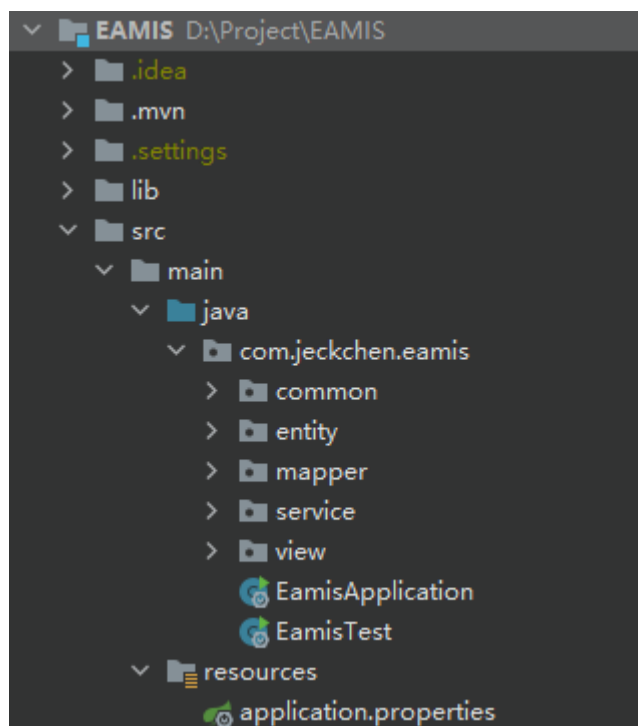 EAMIS D:\Project\EAMIS
.idea
.mvn
.settings
lib
src
main
java
com.jeckchen.eamis
common
entity
mapper
service
view
EamisApplication
EamisTest
resources
application.properties